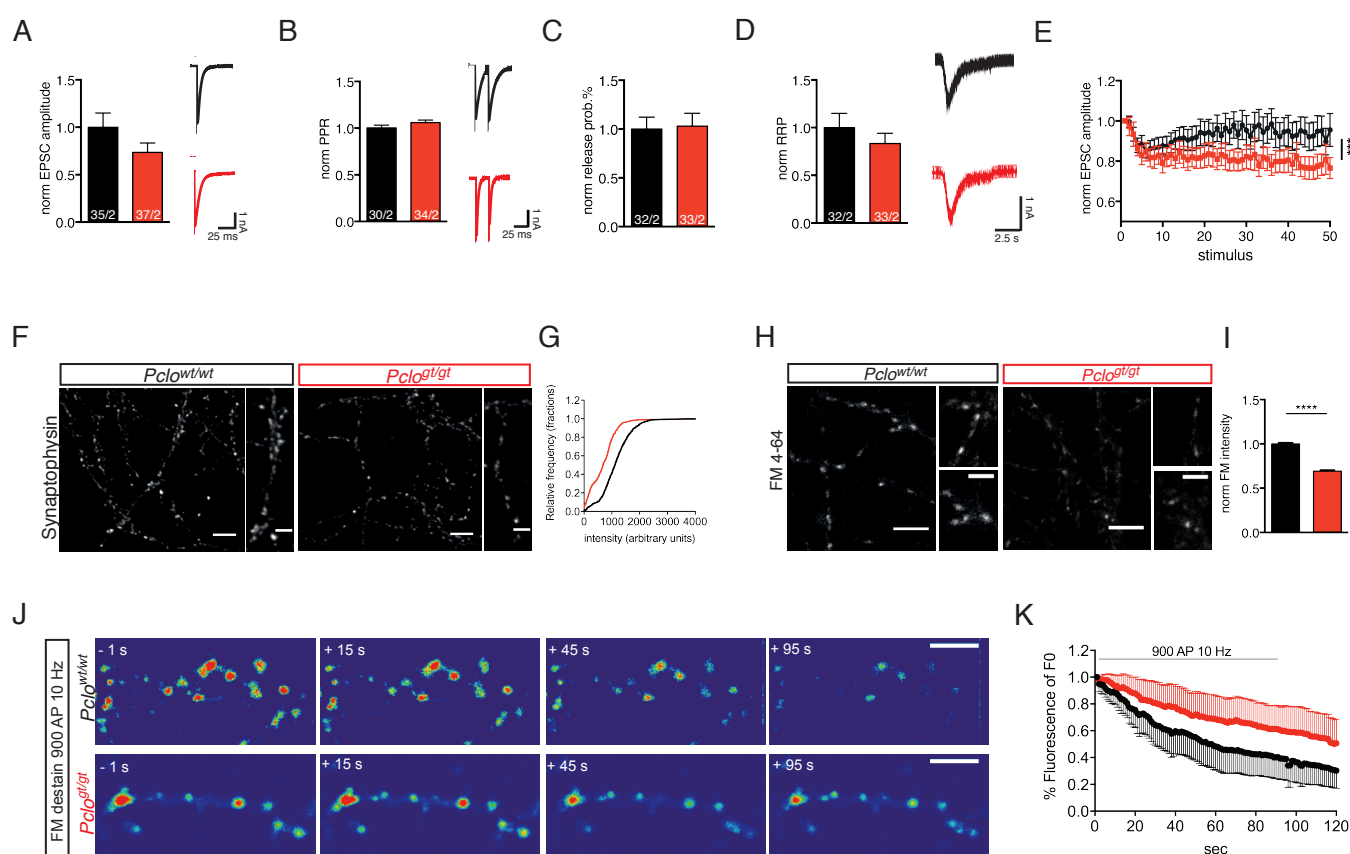 A
norm EPSC amplitude
1.5
1.0
0.5
0.0
35/2
37/2
1 nA
25 ms
B
norm PPR
1.5
1.0
0.5
0.0
30/2
34/2
1 nA
25 ms
C
norm release prob.%
1.5
1.0
0.5
0.0
32/2
33/2
D
norm RRP
1.5
1.0
0.5
0.0
32/2
33/2
1 nA
2.5 s
E
norm EPSC amplitude
1.0
0.8
0.6
0
10
20
30
40
50
stimulus
***
F
Pclowt/wt
Pclogt/gt
Synaptophysin
G
Relative frequency (fractions)
1.2
1.0
0.8
0.6
0.4
0.2
0.0
0
1000
2000
3000
4000
intensity (arbitrary units)
H
Pclowt/wt
Pclogt/gt
FM 4-64
I
norm FM intensity
1.5
1.0
0.5
0.0
****
J
FM destain 900 AP 10 Hz
Pclowt/wt
- 1 s
+ 15 s
+ 45 s
+ 95 s
Pclogt/gt
- 1 s
+ 15 s
+ 45 s
+ 95 s
K
900 AP 10 Hz
% Fluorescence of F0
1.2
1.0
0.8
0.6
0.4
0.2
0.0
0
20
40
60
80
100
120
sec